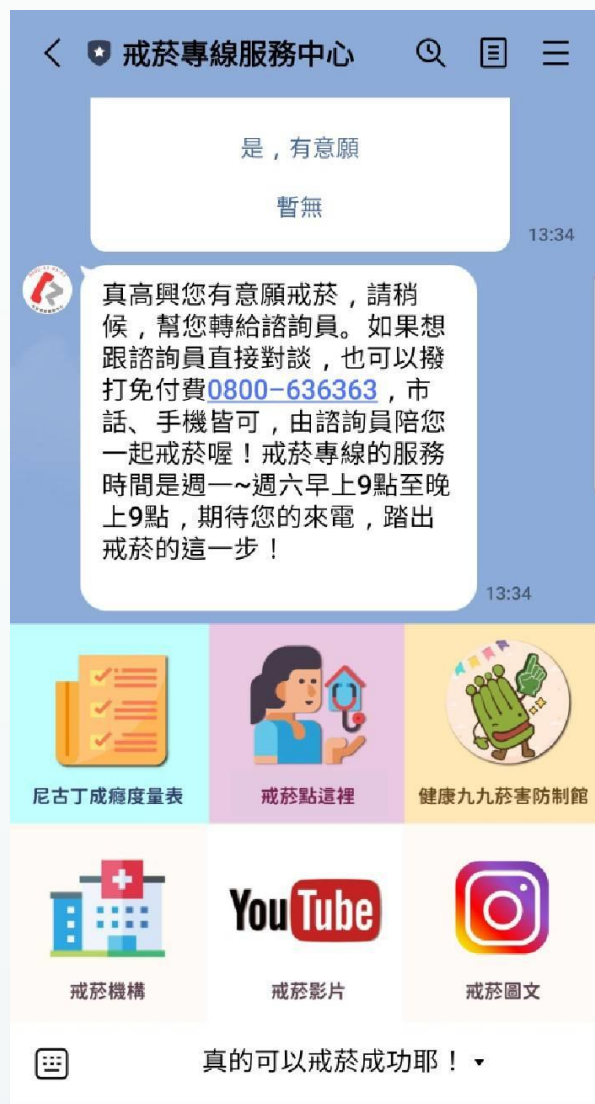 戒菸專線服務中心
是，有意願
暫無
13:34
真高興您有意願戒菸，請稍
候，幫您轉給諮詢員。如果想
跟諮詢員直接對談，也可以撥
打免付費0800-636363，市
話、手機皆可，由諮詢員陪您
一起戒菸喔！戒菸專線的服務
時間是週一~週六早上9點至晚
上9點，期待您的來電，踏出
戒菸的這一步！
13:34
尼古丁成癮度量表
戒菸點這裡
健康九九菸害防制館
YouTube
戒菸機構
戒菸影片
戒菸圖文
真的可以戒菸成功耶！